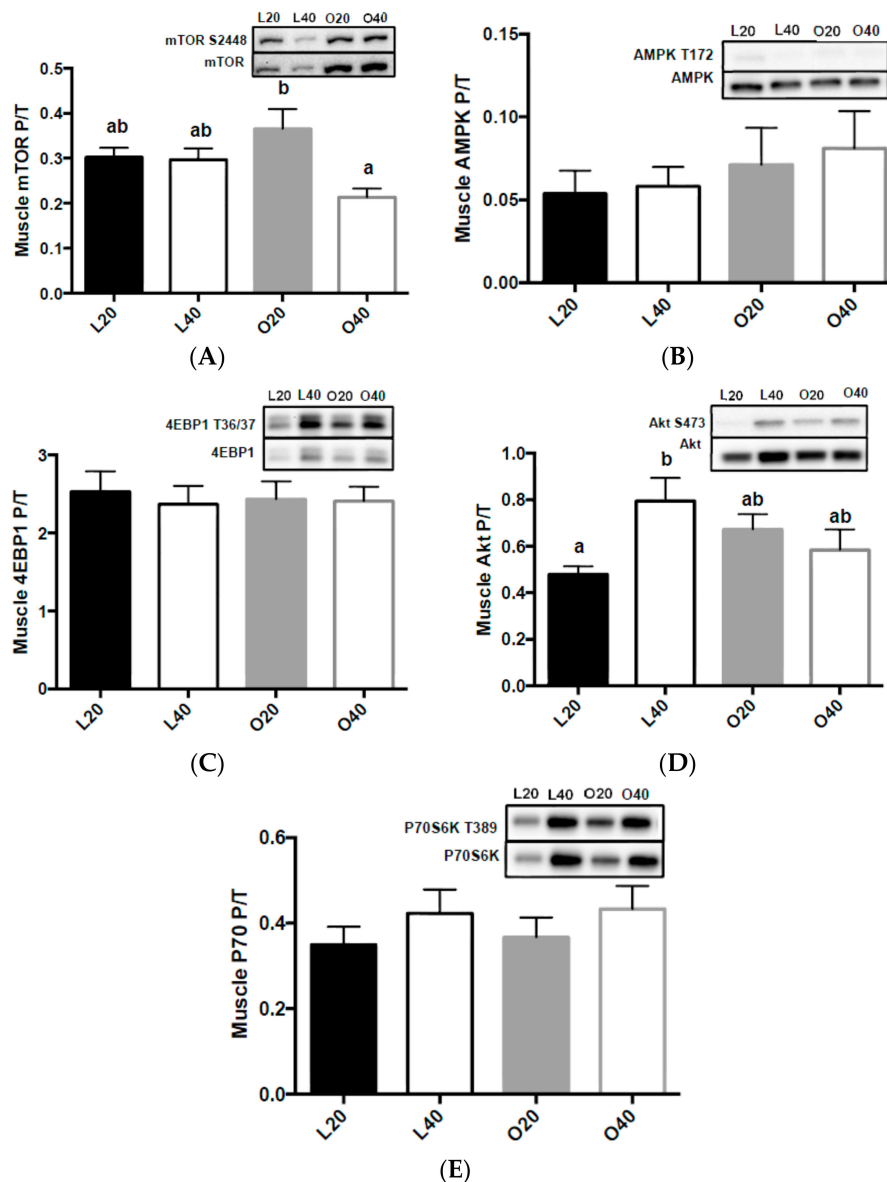 L20 L40 O20 O40
mTOR S2448
mTOR
Muscle mTOR P/T
0.5
0.4
0.3
0.2
0.1
0.0
ab
ab
b
a
L20
L40
O20
O40
(A)
L20 L40 O20 O40
AMPK T172
AMPK
Muscle AMPK P/T
0.15
0.10
0.05
0.00
L20
L40
O20
O40
(B)
L20 L40 O20 O40
4EBP1 T36/37
4EBP1
Muscle 4EBP1 P/T
3
2
1
0
L20
L40
O20
O40
(C)
L20 L40 O20 O40
Akt S473
Akt
Muscle Akt P/T
1.0
0.8
0.6
0.4
0.2
0.0
a
b
ab
ab
L20
L40
O20
O40
(D)
L20 L40 O20 O40
P70S6K T389
P70S6K
Muscle P70 P/T
0.6
0.4
0.2
0.0
L20
L40
O20
O40
(E)